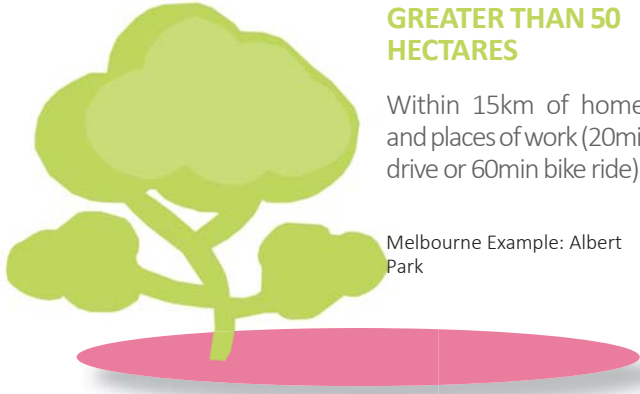 GREATER THAN 50
HECTARES
Within 15km of home
and places of work (20mi
drive or 60min bike ride)
Melbourne Example: Albert
Park